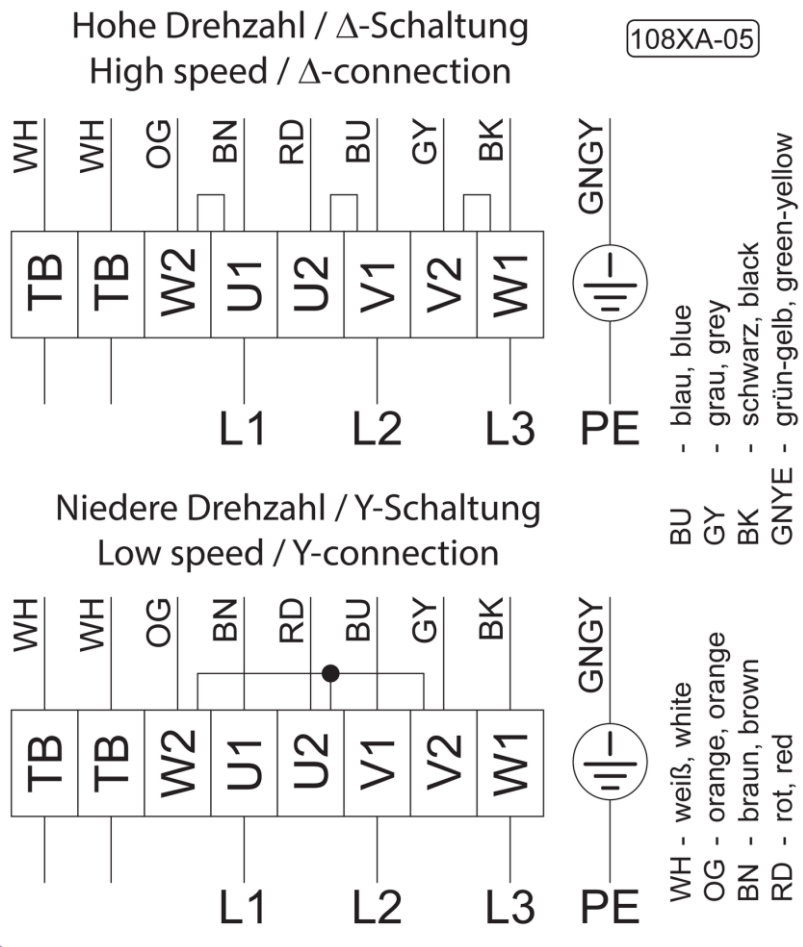 Hohe Drehzahl / Δ-Schaltung
High speed / Δ-connection
108XA-05
WH WH OG BN RD BU GY BK GNGY
TB TB W2 U1 U2 V1 V2 W1
L1 L2 L3 PE
BU - blau, blue
GY - grau, grey
BK - schwarz, black
GNYE - grün-gelb, green-yellow
Niedere Drehzahl / Y-Schaltung
Low speed / Y-connection
WH WH OG BN RD BU GY BK GNGY
TB TB W2 U1 U2 V1 V2 W1
L1 L2 L3 PE
WH - weiß, white
OG - orange, orange
BN - braun, brown
RD - rot, red